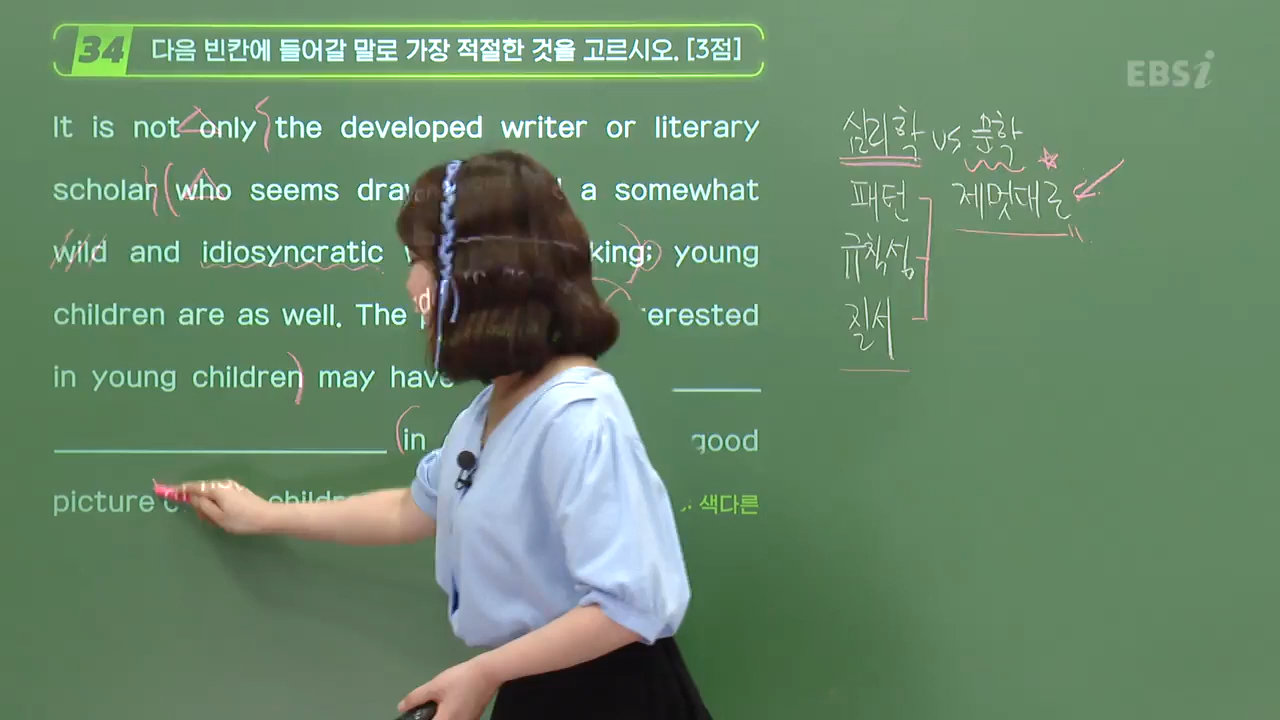 34 다음 빈칸에 들어갈 말로 가장 적절한 것을 고르시오. [3점]
EBSi
It is not only the developed writer or literary
scholar who seems a somewhat
wild and idiosyncratic young
children are as well. The
in young children may have
in good
picture
색다른
심리학 vs 문학
패턴 제멋대로
규칙성
질서